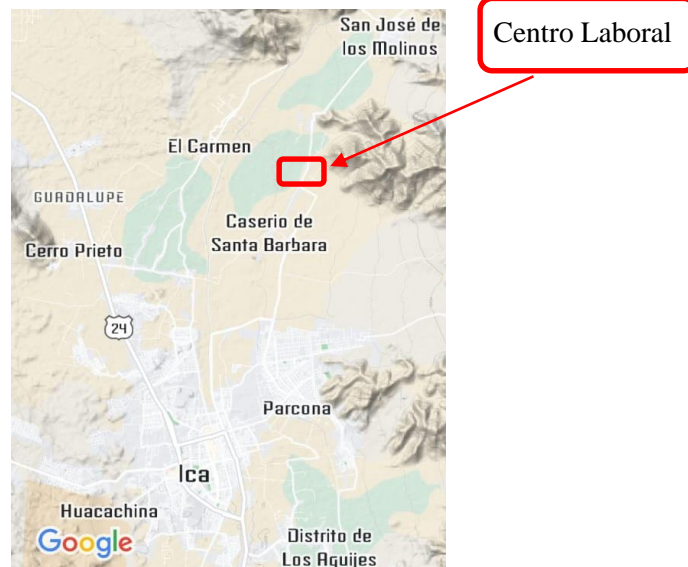 San José de
los Molinos
Centro Laboral
El Carmen
GUADALUPE
Caserio de
Santa Barbara
Cerro Prieto
24
Parcona
Ica
Huacachina
Google
Distrito de
Los Aquijes